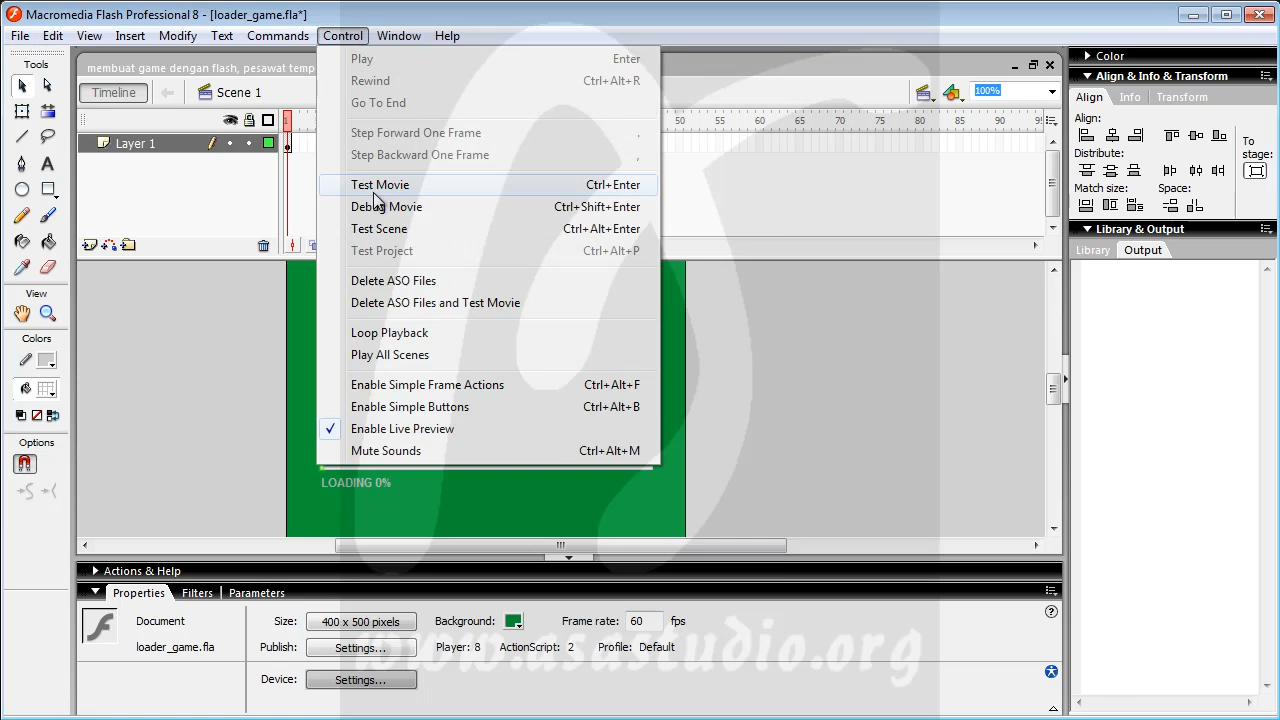 Macromedia Flash Professional 8 - [loader_game.fla*]
File Edit View Insert Modify Text Commands Control Window Help
Tools
View
Colors
Options
membuat game dengan flash, pesawat temp
Timeline
Scene 1
100%
1 50 55 60 65 70 75 80 85 90 95
Layer 1
Play Enter
Rewind Ctrl+Alt+R
Go To End
Step Forward One Frame .
Step Backward One Frame ,
Test Movie Ctrl+Enter
Debug Movie Ctrl+Shift+Enter
Test Scene Ctrl+Alt+Enter
Test Project Ctrl+Alt+P
Delete ASO Files
Delete ASO Files and Test Movie
Loop Playback
Play All Scenes
Enable Simple Frame Actions Ctrl+Alt+F
Enable Simple Buttons Ctrl+Alt+B
Enable Live Preview
Mute Sounds Ctrl+Alt+M
LOADING 0%
Color
Align & Info & Transform
Align Info Transform
Align:
To stage:
Distribute:
Match size: Space:
Library & Output
Library Output
Actions & Help
Properties Filters Parameters
Document
loader_game.fla
Size: 400 x 500 pixels Background: Frame rate: 60 fps
Publish: Settings... Player: 8 ActionScript: 2 Profile: Default
Device: Settings...
www.asastudio.org